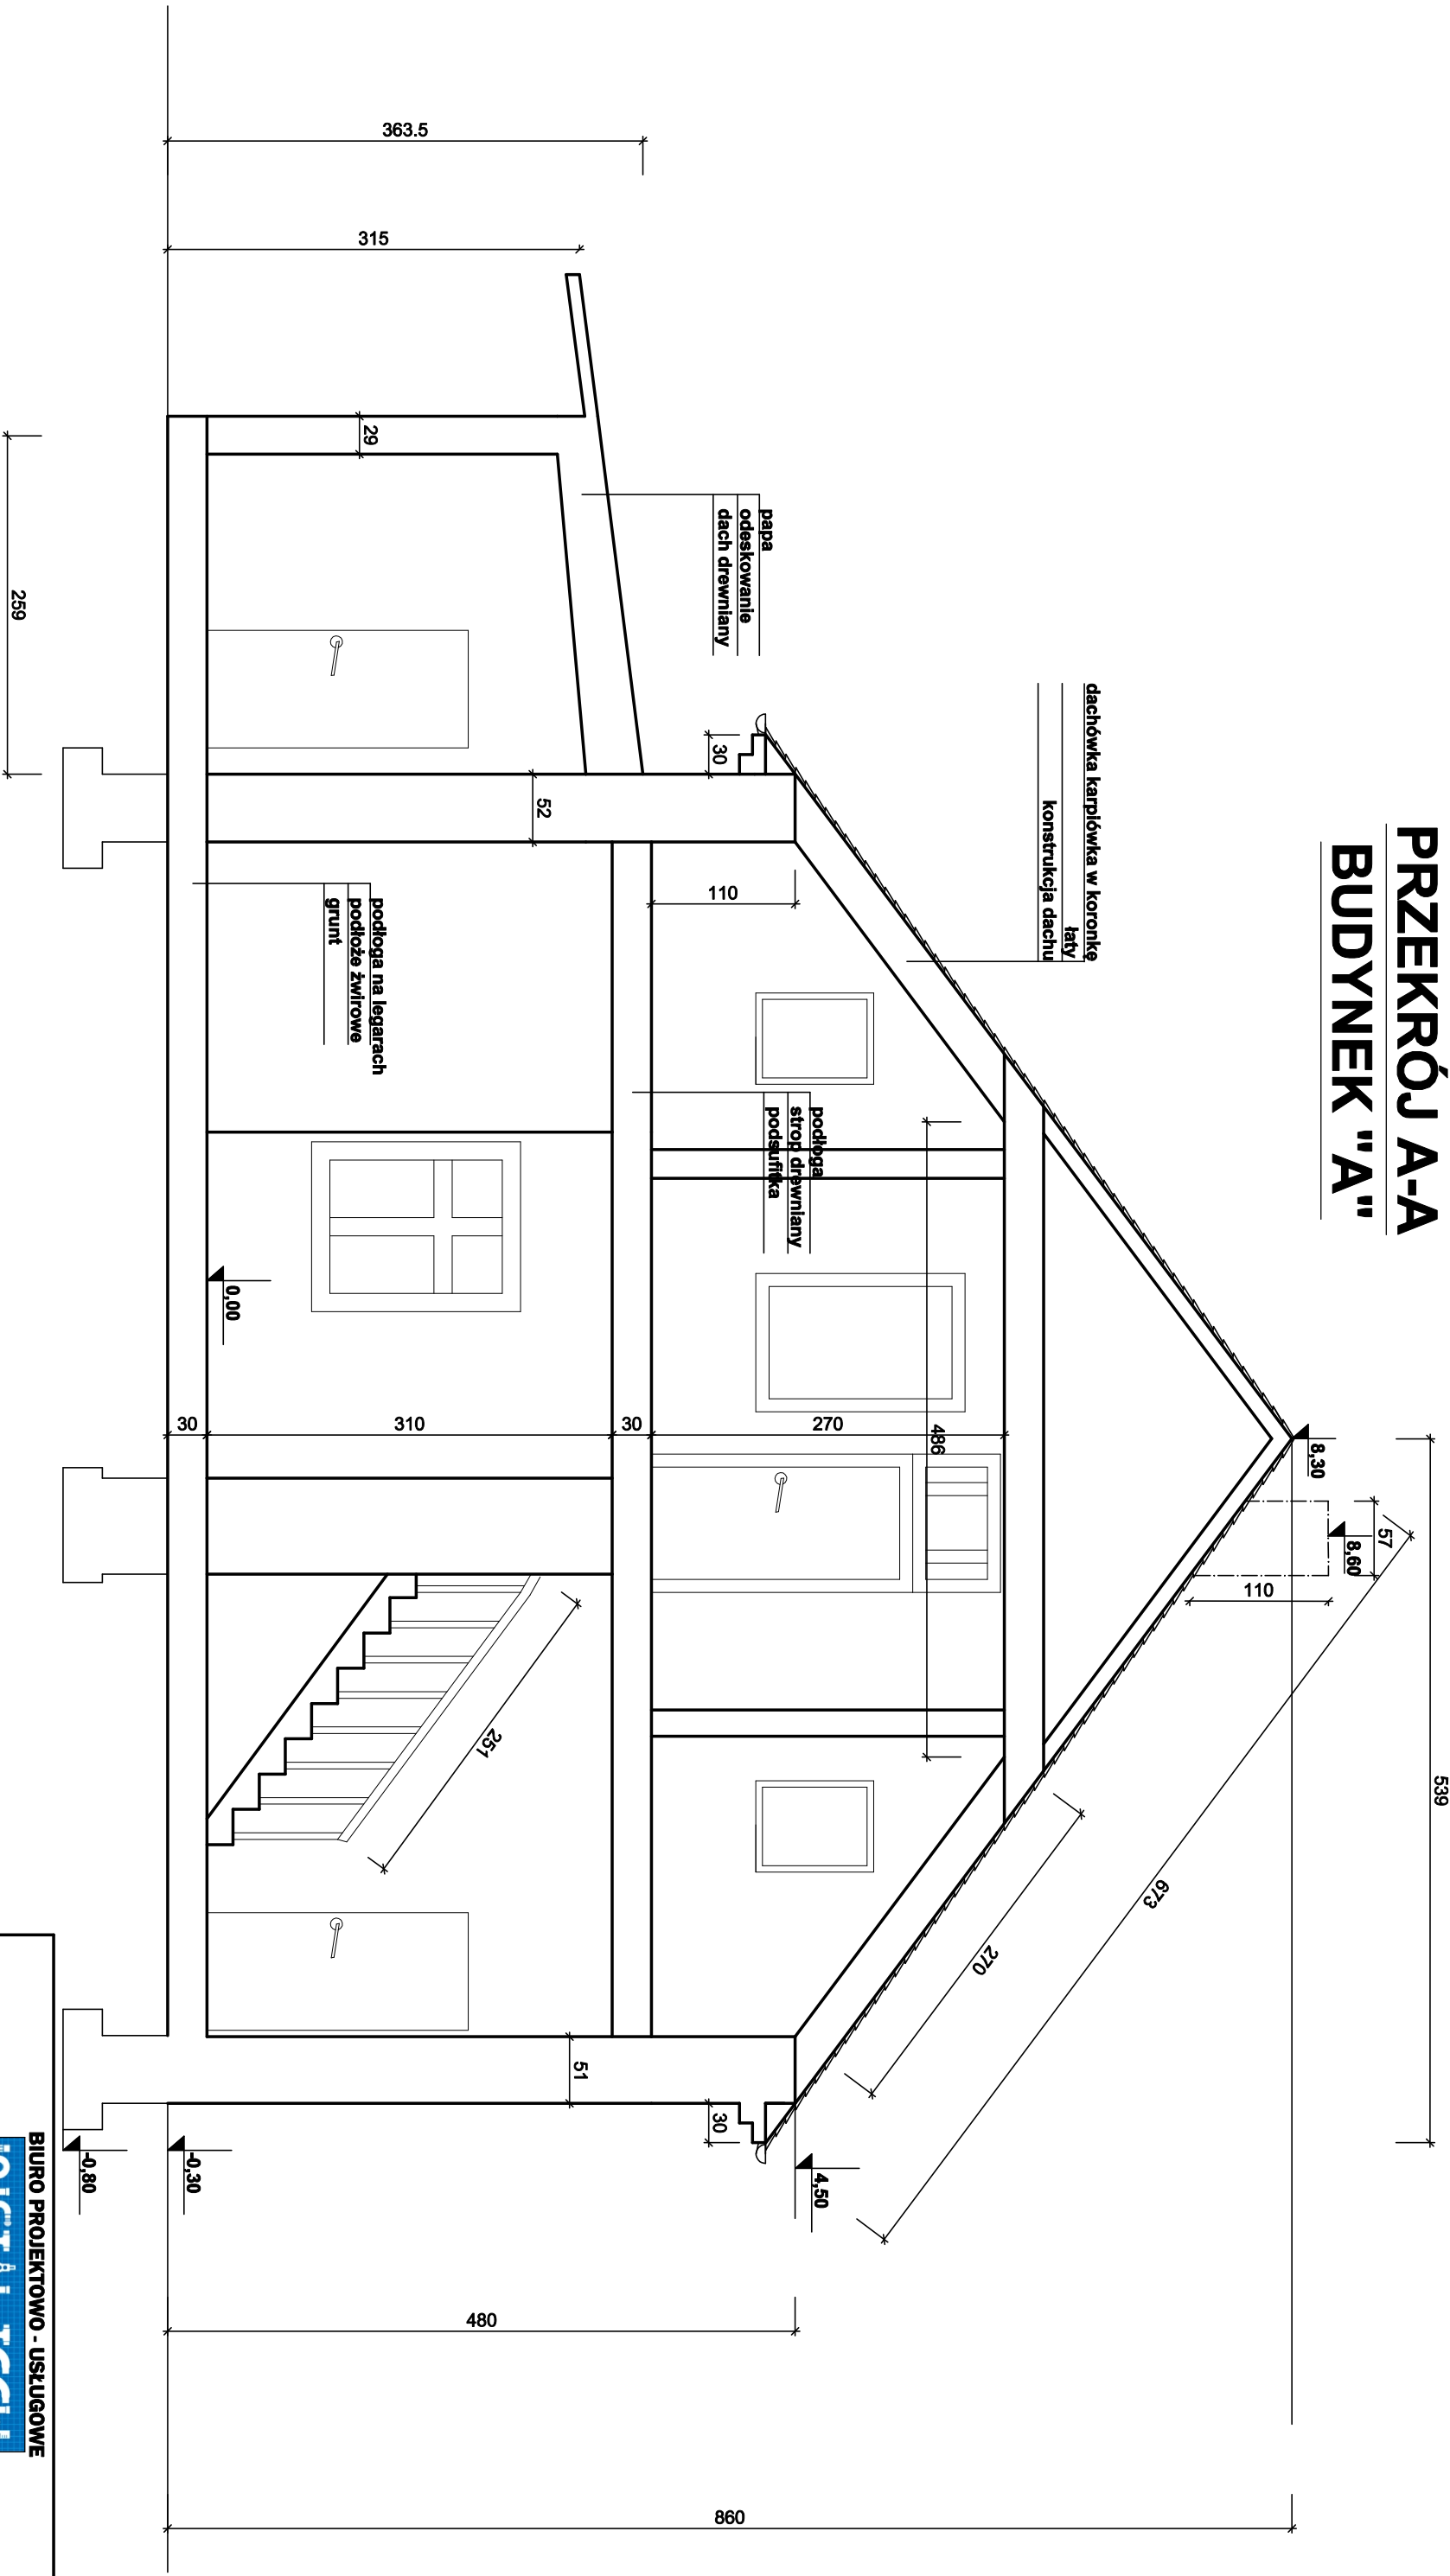 PRZEKRÓJ A-A
BUDYNEK "A"
539
57
8,60
8,30
110
673
270
dachówka karpiówka w koronkę
łaty
konstrukcja dachu
486
270
4,50
papa
odeskowanie
dach drewniany
30
110
podłoga
strop drewniany
podsufitka
30
30
363.5
315
29
52
310
251
51
480
860
podłoga na legarach
podłoże żwirowe
grunt
0,00
30
-0,30
-0,80
259
BIURO PROJEKTOWO - USŁUGOWE